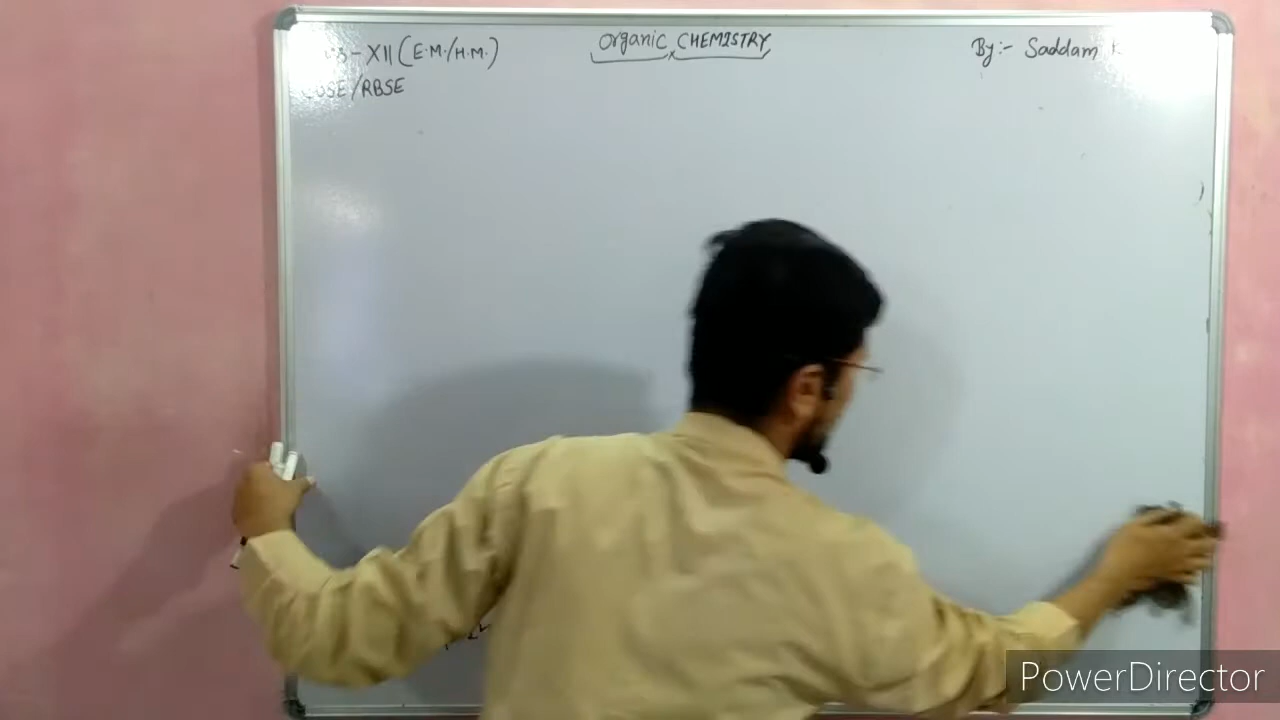 XII (E.M./H.M.)
/RBSE
Organic CHEMISTRY
By:- Saddam
PowerDirector